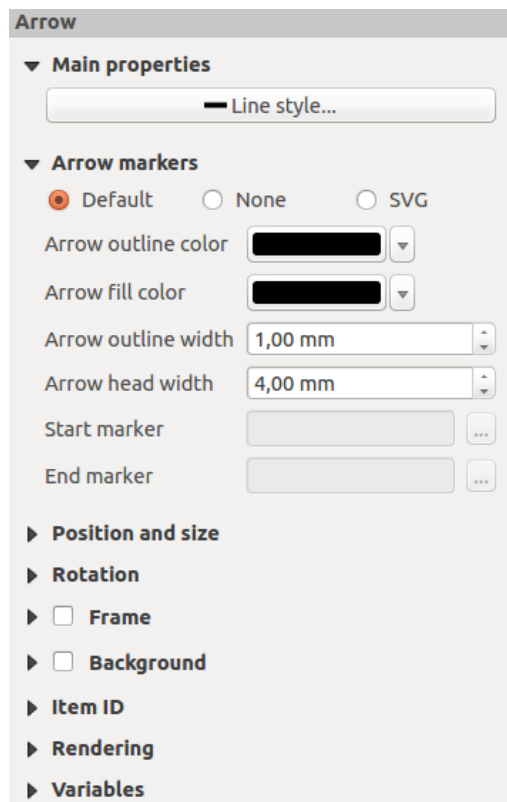 Arrow
Main properties
Line style...
Arrow markers
Default None SVG
Arrow outline color
Arrow fill color
Arrow outline width 1,00 mm
Arrow head width 4,00 mm
Start marker ...
End marker ...
Position and size
Rotation
Frame
Background
Item ID
Rendering
Variables